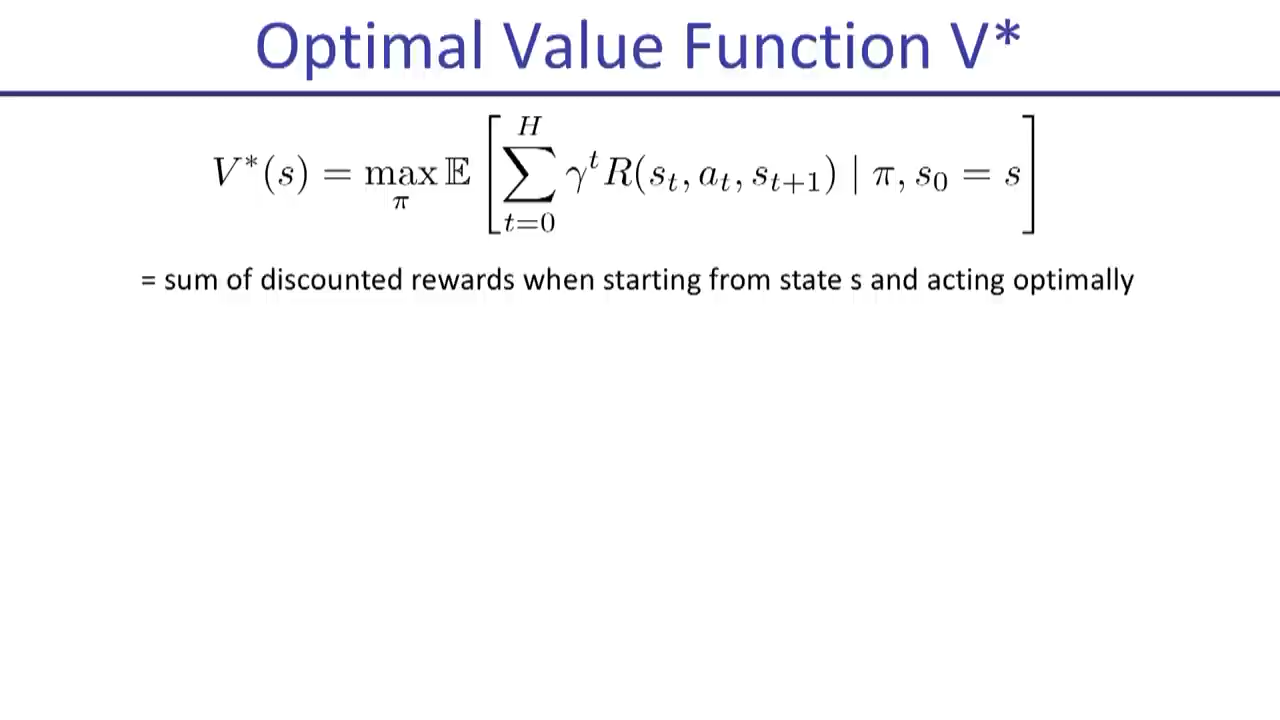 Optimal Value Function V*
V*(s) = max_π 𝔼 [ ∑_{t=0}^{H} γ^t R(s_t, a_t, s_{t+1}) | π, s_0 = s ]
= sum of discounted rewards when starting from state s and acting optimally